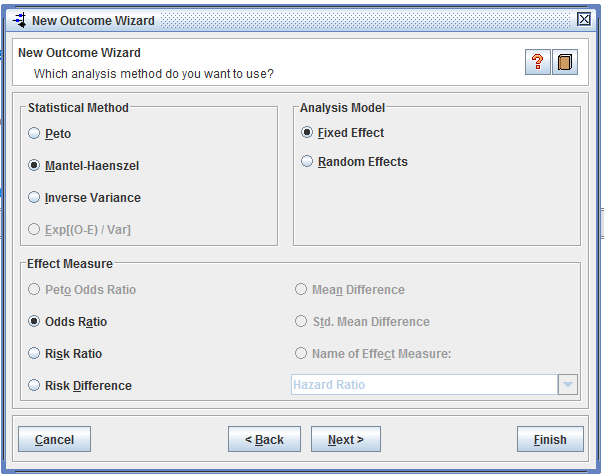 New Outcome Wizard
New Outcome Wizard
Which analysis method do you want to use?
?
Statistical Method
Peto
Mantel-Haenszel
Inverse Variance
Exp[(O-E) / Var]
Analysis Model
Fixed Effect
Random Effects
Effect Measure
Peto Odds Ratio
Odds Ratio
Risk Ratio
Risk Difference
Mean Difference
Std. Mean Difference
Name of Effect Measure:
Hazard Ratio
Cancel
< Back
Next >
Finish